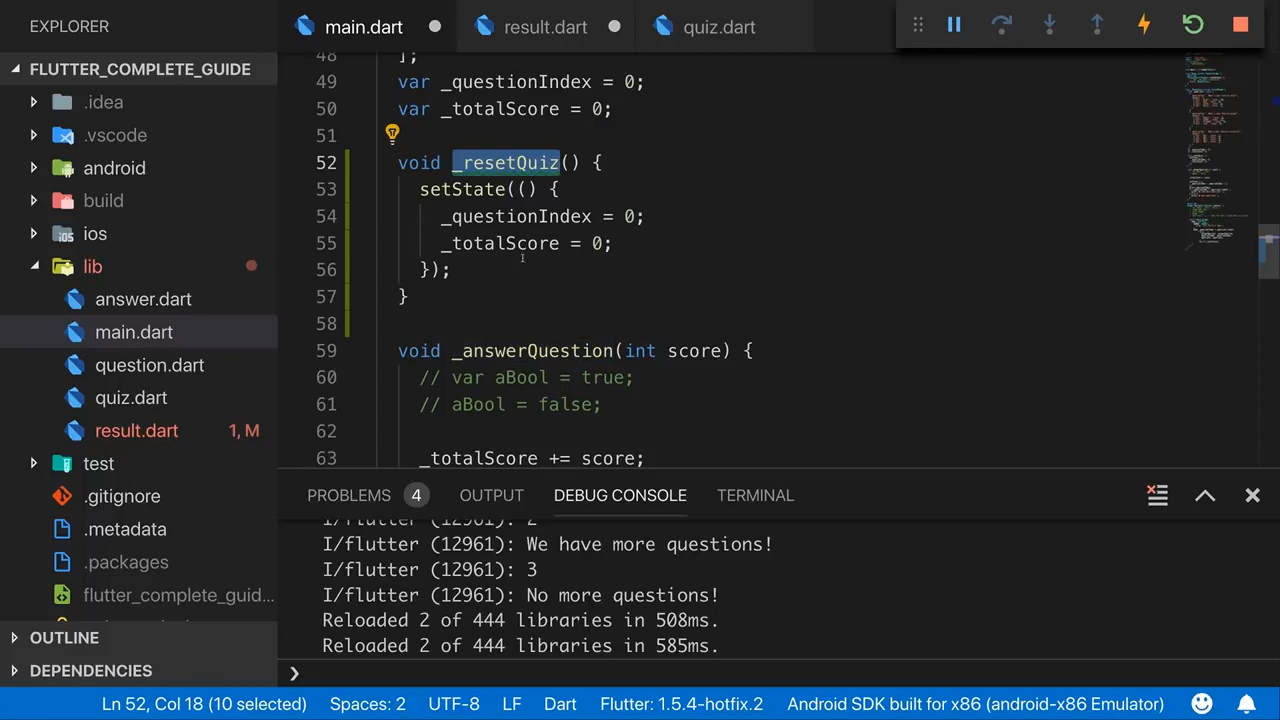 EXPLORER
main.dart
result.dart
quiz.dart
FLUTTER_COMPLETE_GUIDE
.idea
.vscode
android
build
ios
lib
answer.dart
main.dart
question.dart
quiz.dart
result.dart 1, M
test
.gitignore
.metadata
.packages
flutter_complete_guid...
OUTLINE
DEPENDENCIES
48 ];
49 var _questionIndex = 0;
50 var _totalScore = 0;
51
52 void _resetQuiz() {
53 setState(() {
54 _questionIndex = 0;
55 _totalScore = 0;
56 });
57 }
58
59 void _answerQuestion(int score) {
60 // var aBool = true;
61 // aBool = false;
62
63 _totalScore += score;
PROBLEMS 4 OUTPUT DEBUG CONSOLE TERMINAL
I/flutter (12961): 2
I/flutter (12961): We have more questions!
I/flutter (12961): 3
I/flutter (12961): No more questions!
Reloaded 2 of 444 libraries in 508ms.
Reloaded 2 of 444 libraries in 585ms.
Ln 52, Col 18 (10 selected) Spaces: 2 UTF-8 LF Dart Flutter: 1.5.4-hotfix.2 Android SDK built for x86 (android-x86 Emulator)